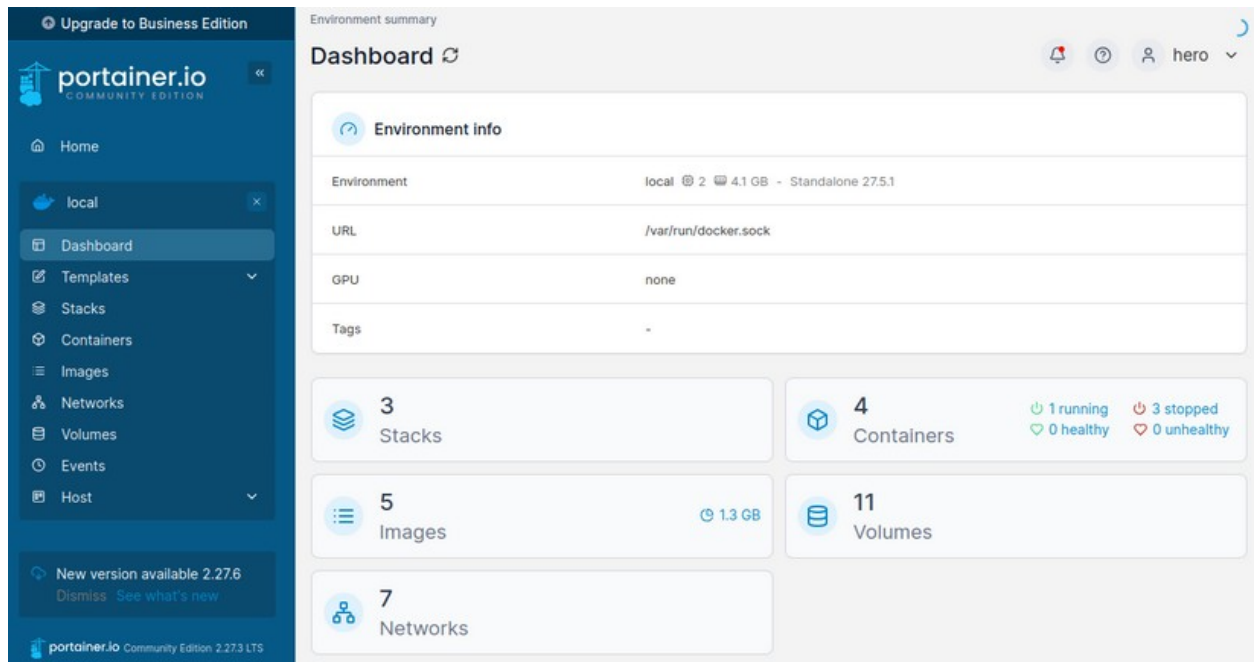 Upgrade to Business Edition
portainer.io
COMMUNITY EDITION
Home
local
Dashboard
Templates
Stacks
Containers
Images
Networks
Volumes
Events
Host
New version available 2.27.6
Dismiss See what's new
portainer.io Community Edition 2.27.3 LTS
Environment summary
Dashboard
hero
Environment info
Environment local 2 4.1 GB - Standalone 27.5.1
URL /var/run/docker.sock
GPU none
Tags -
3
Stacks
4
Containers
1 running 3 stopped
0 healthy 0 unhealthy
5
Images
1.3 GB
11
Volumes
7
Networks